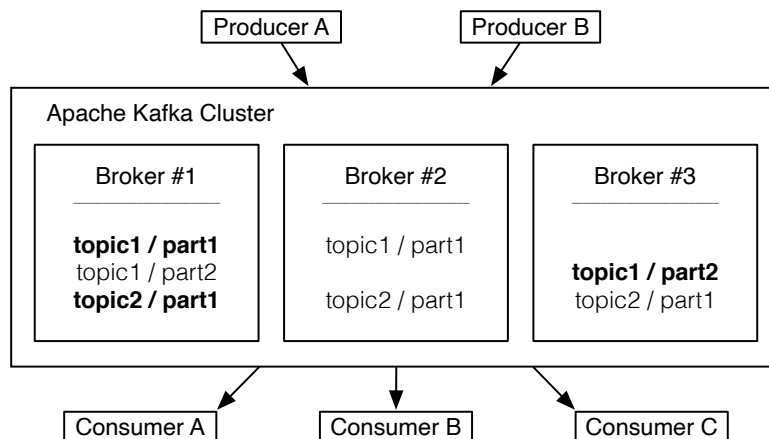 Producer A
Producer B
Apache Kafka Cluster
Broker #1
topic1 / part1
topic1 / part2
topic2 / part1
Broker #2
topic1 / part1
topic2 / part1
Broker #3
topic1 / part2
topic2 / part1
Consumer A
Consumer B
Consumer C